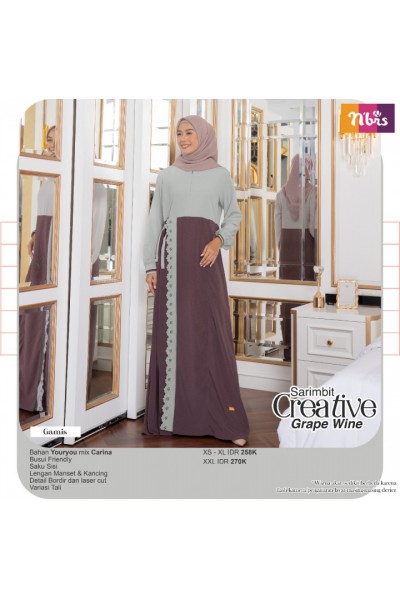 Nbrs
Sarimbit
Creative
Grape Wine
Gamis
Bahan Youryou mix Carina
Busui Friendly
Saku Sisi
Lengan Manset & Kancing
Detail Bordir dan laser cut
Variasi Tali
XS - XL IDR 258K
XXL IDR 270K